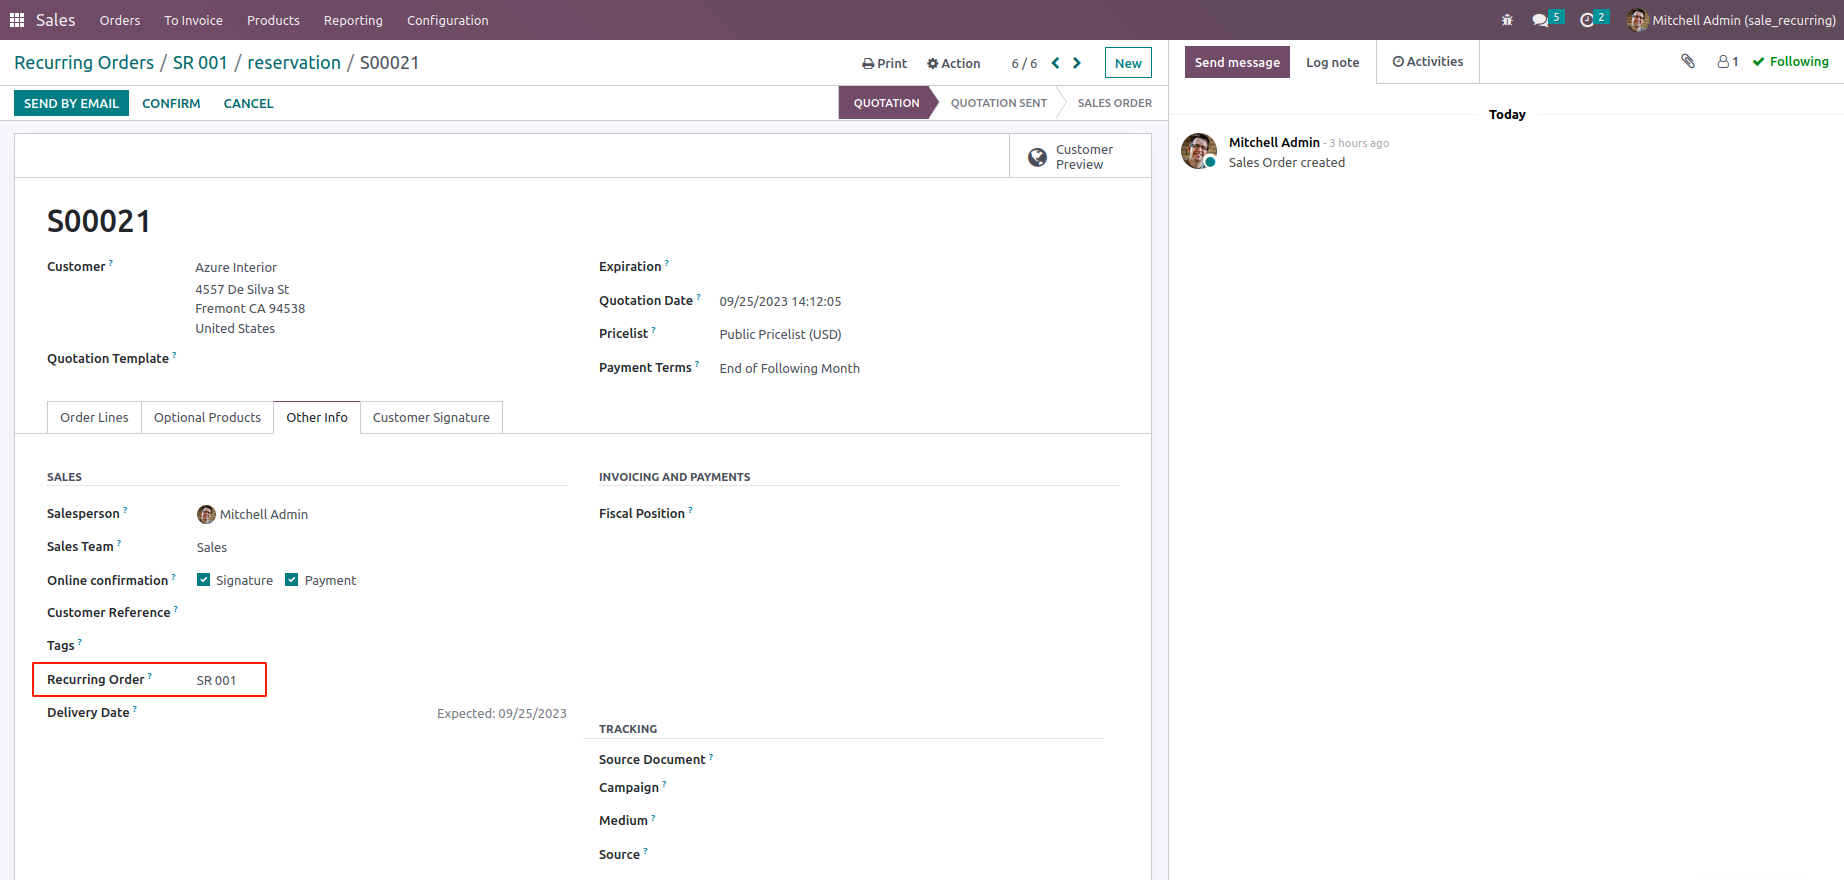 Sales Orders To Invoice Products Reporting Configuration 5 2 Mitchell Admin (sale_recurring)
Recurring Orders / SR 001 / reservation / S00021 Print Action 6 / 6 New
Send message Log note Activities 1 Following
SEND BY EMAIL CONFIRM CANCEL QUOTATION QUOTATION SENT SALES ORDER
Today
Customer
Preview
Mitchell Admin - 3 hours ago
Sales Order created
S00021
Customer ? Azure Interior
4557 De Silva St
Fremont CA 94538
United States
Quotation Template ?
Expiration ?
Quotation Date ? 09/25/2023 14:12:05
Pricelist ? Public Pricelist (USD)
Payment Terms ? End of Following Month
Order Lines Optional Products Other Info Customer Signature
SALES
Salesperson ? Mitchell Admin
Sales Team ? Sales
Online confirmation ? Signature Payment
Customer Reference ?
Tags ?
Recurring Order ? SR 001
Delivery Date ? Expected: 09/25/2023
INVOICING AND PAYMENTS
Fiscal Position ?
TRACKING
Source Document ?
Campaign ?
Medium ?
Source ?